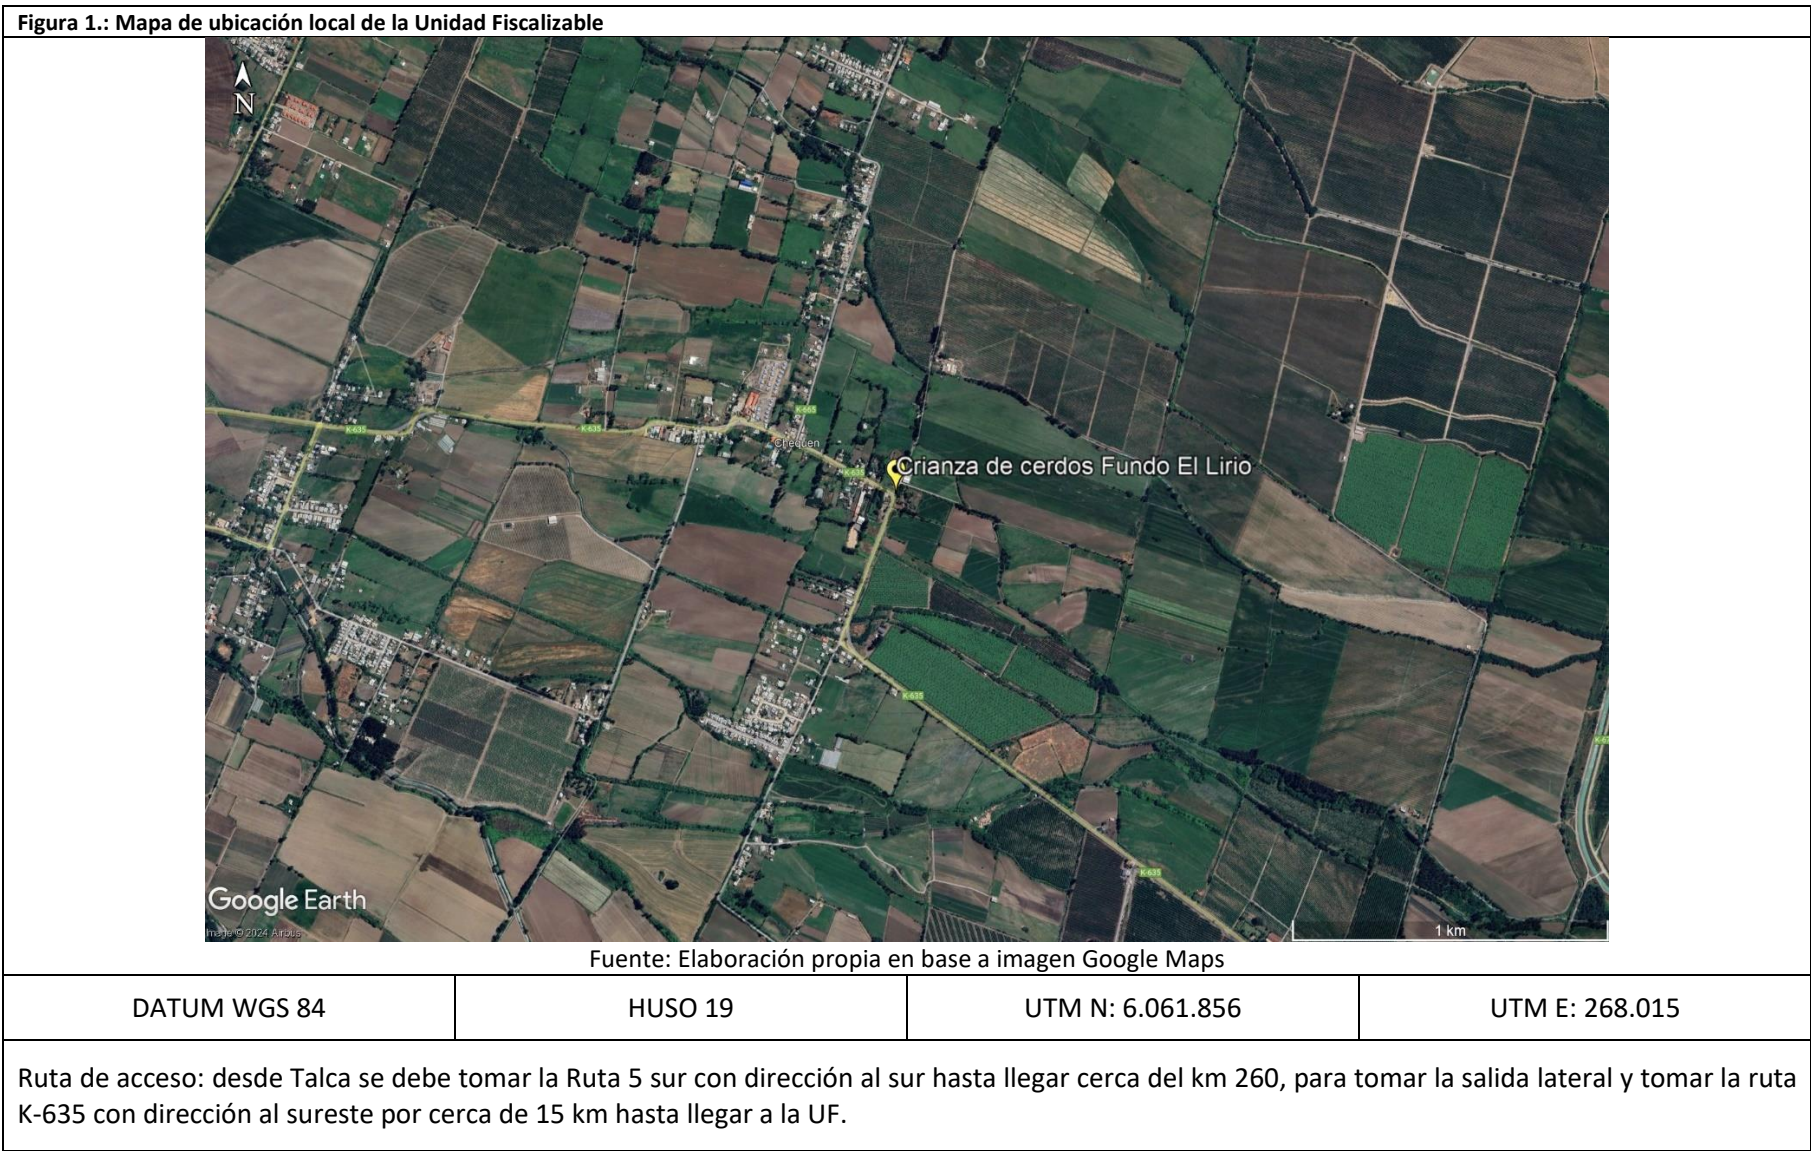 Figura 1.: Mapa de ubicación local de la Unidad Fiscalizable
N
K-665
K-635
K-635
Chequen
K-635
Crianza de cerdos Fundo El Lirio
K-635
K-635
Google Earth
Image © 2024 Airbus
1 km
Fuente: Elaboración propia en base a imagen Google Maps
DATUM WGS 84
HUSO 19
UTM N: 6.061.856
UTM E: 268.015
Ruta de acceso: desde Talca se debe tomar la Ruta 5 sur con dirección al sur hasta llegar cerca del km 260, para tomar la salida lateral y tomar la ruta
K-635 con dirección al sureste por cerca de 15 km hasta llegar a la UF.